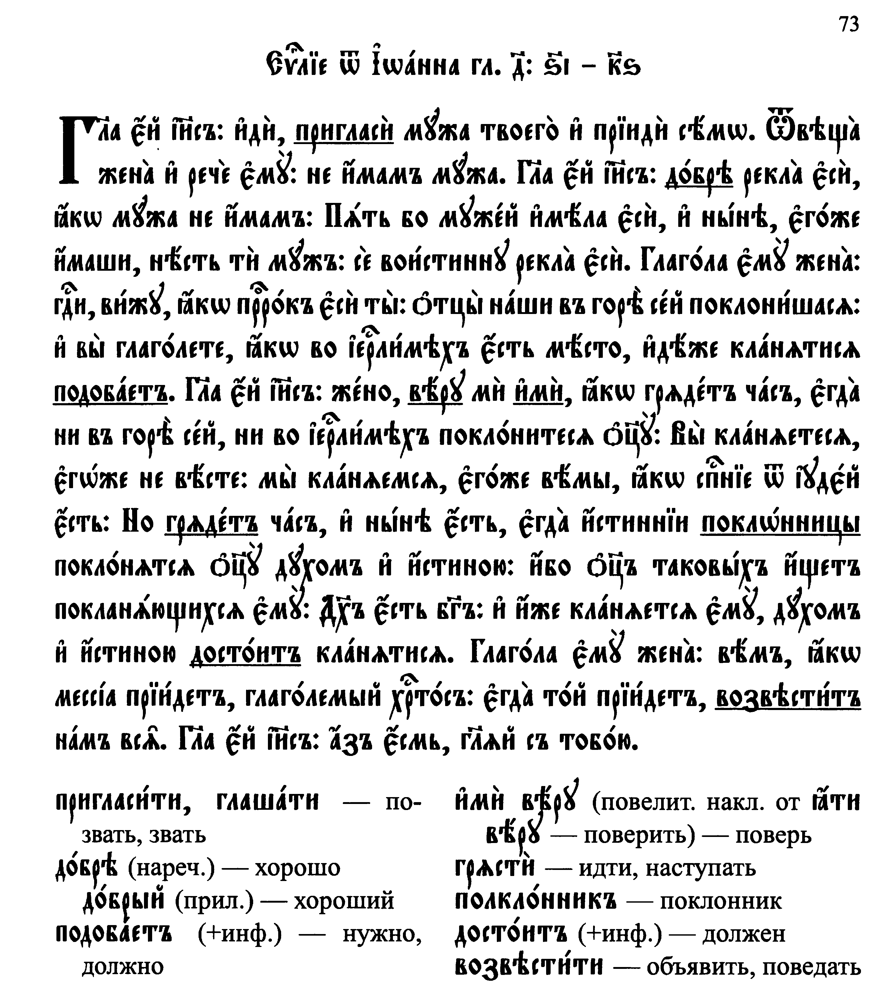 73
Є҆ѵⷢ҇лїе ѿ І҆ѡа́нна гл. д҃: ѕ҃і – к҃ѕ
Гл҃а є҆́й і҆и҃съ: и҆дѝ, пригласѝ мꙋ́жа твоего̀ и҆ прїидѝ сѣ́мѡ. Ѿвѣща̀
жена̀ и҆ речѐ є҆мꙋ̀: не и҆́мамъ мꙋ́жа. Гл҃а є҆́й і҆и҃съ: до́брѣ рекла̀ є҆сѝ,
ꙗ҆́кѡ мꙋ́жа не и҆́мамъ: Пѧ́ть бо мꙋже́й и҆мѣ́ла є҆сѝ, и҆ ны́нѣ, є҆го́же
и҆́маши, нѣ́сть тѝ мꙋ́жъ: сѐ вои́стиннꙋ рекла̀ є҆сѝ. Глаго́ла є҆мꙋ̀ жена̀:
гдⷭ҇и, ви́жꙋ, ꙗ҆́кѡ прⷪ҇ро́къ є҆сѝ ты̀: ѻ҆тцы̀ на́ши въ горѣ̀ се́й поклони́шасѧ:
и҆ вы̀ глаго́лете, ꙗ҆́кѡ во і҆ерⷭ҇ли́мѣхъ є҆́сть мѣ́сто, и҆дѣ́же кла́нѧтисѧ
подоба́етъ. Гл҃а є҆́й і҆и҃съ: же́но, вѣ́рꙋ мѝ и҆мѝ, ꙗ҆́кѡ грѧде́тъ ча́съ, є҆гда̀
ни въ горѣ̀ се́й, ни во і҆ерⷭ҇ли́мѣхъ покло́нитесѧ ѻ҆ц҃ꙋ̀: Вы̀ кла́нѧетесѧ,
є҆гѡ́же не вѣ́сте: мы̀ кла́нѧемсѧ, є҆го́же вѣ́мы, ꙗ҆́кѡ спⷭ҇нїе ѿ і҆ꙋдє́й
є҆́сть: Но грѧде́тъ ча́съ, и҆ ны́нѣ є҆́сть, є҆гда̀ и҆́стиннїи поклѡ́нницы
покло́нѧтсѧ ѻ҆ц҃ꙋ̀ дꙋ́хомъ и҆ и҆́стиною: и҆́бо ѻ҆ц҃ъ таковы́хъ и҆́щетъ
покланѧ́ющихсѧ є҆мꙋ̀: Дх҃ъ є҆́сть бг҃ъ: и҆ и҆́же кла́нѧетсѧ є҆мꙋ̀, дꙋ́хомъ
и҆ и҆́стиною досто́итъ кла́нѧтисѧ. Глаго́ла є҆мꙋ̀ жена̀: вѣ́мъ, ꙗ҆́кѡ
мессі́а прїи́детъ, глаго́лемый хрⷭ҇то́съ: є҆гда̀ то́й прїи́детъ, возвѣсти́тъ
на́мъ всѧ̑. Гл҃а є҆́й і҆и҃съ: а҆́зъ є҆́смь, гл҃ѧй съ тобо́ю.
пригласи́ти, глаша́ти — по-
звать, звать
до́брѣ (нареч.) — хорошо
до́брый (прил.) — хороший
подоба́етъ (+инф.) — нужно,
должно
и҆мѝ вѣ́рꙋ (повелит. накл. от ꙗ҆́ти
вѣ́рꙋ — поверить) — поверь
грѧстѝ — идти, наступать
полкло́нникъ — поклонник
досто́итъ (+инф.) — должен
возвѣсти́ти — объявить, поведать